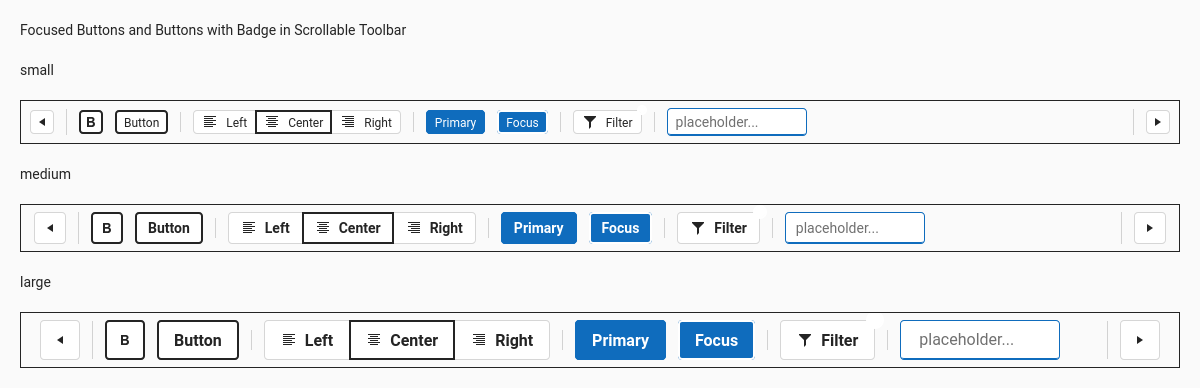 Focused Buttons and Buttons with Badge in Scrollable Toolbar
small
B Button Left Center Right Primary Focus Filter placeholder...
medium
B Button Left Center Right Primary Focus Filter placeholder...
large
B Button Left Center Right Primary Focus Filter placeholder...